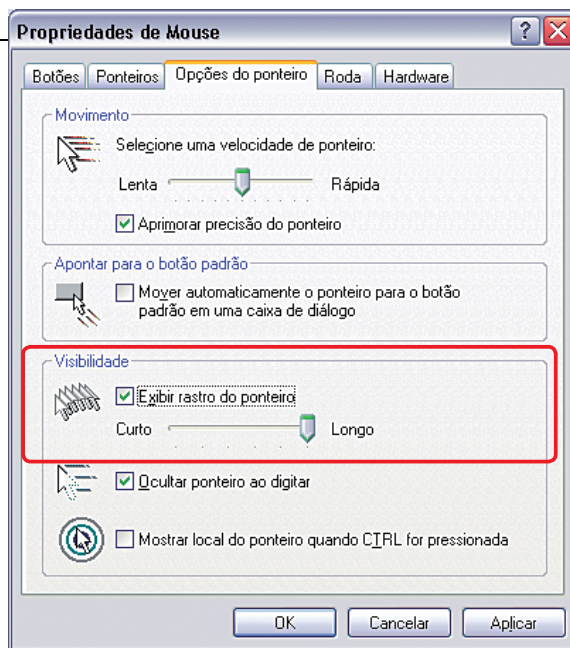 Propriedades de Mouse
Botões Ponteiros Opções do ponteiro Roda Hardware
Movimento
Selecione uma velocidade de ponteiro:
Lenta Rápida
Aprimorar precisão do ponteiro
Apontar para o botão padrão
Mover automaticamente o ponteiro para o botão
padrão em uma caixa de diálogo
Visibilidade
Exibir rastro do ponteiro
Curto Longo
Ocultar ponteiro ao digitar
Mostrar local do ponteiro quando CTRL for pressionada
OK Cancelar Aplicar